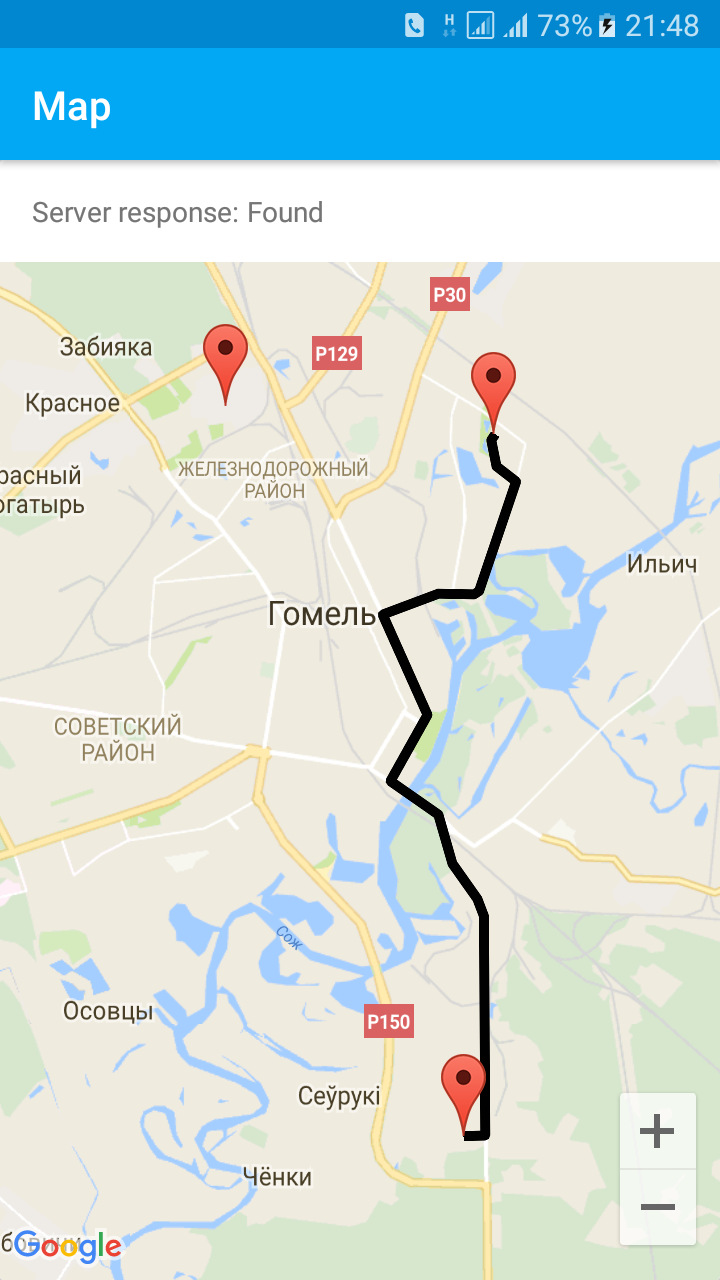 H 73% 21:48
Map
Server response: Found
P30
Забияка
P129
Красное
расный
огатырь
ЖЕЛЕЗНОДОРОЖНЫЙ
РАЙОН
Ильич
Гомель
СОВЕТСКИЙ
РАЙОН
Сож
Осовцы
P150
Сеўрукі
Чёнки
Google